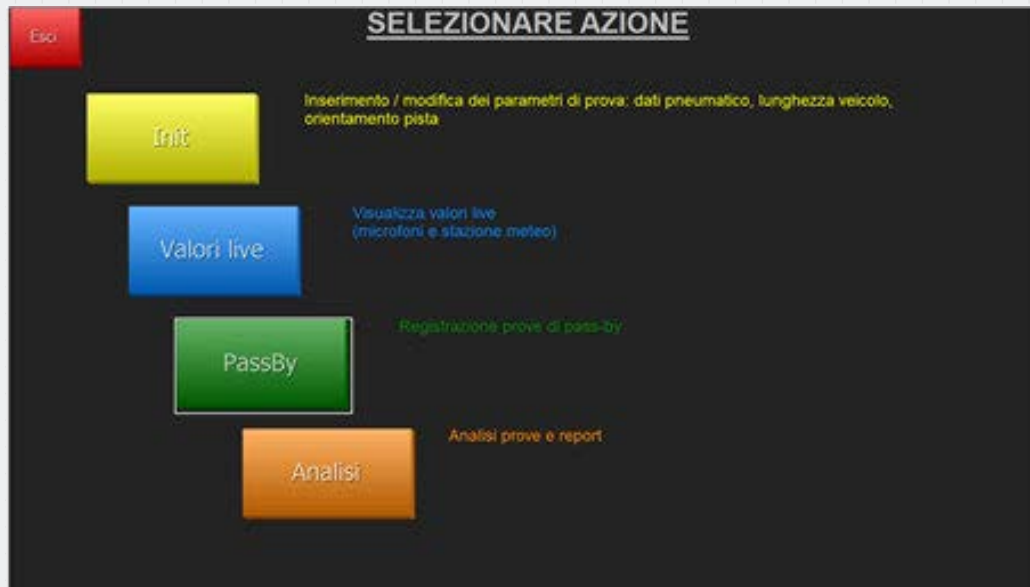 Esci
SELEZIONARE AZIONE
Init
Inserimento / modifica dei parametri di prova: dati pneumatico, lunghezza veicolo,
orientamento pista
Valori live
Visualizza valori live
(microfoni e stazione meteo)
PassBy
Registrazione prove di pass-by
Analisi
Analisi prove e report